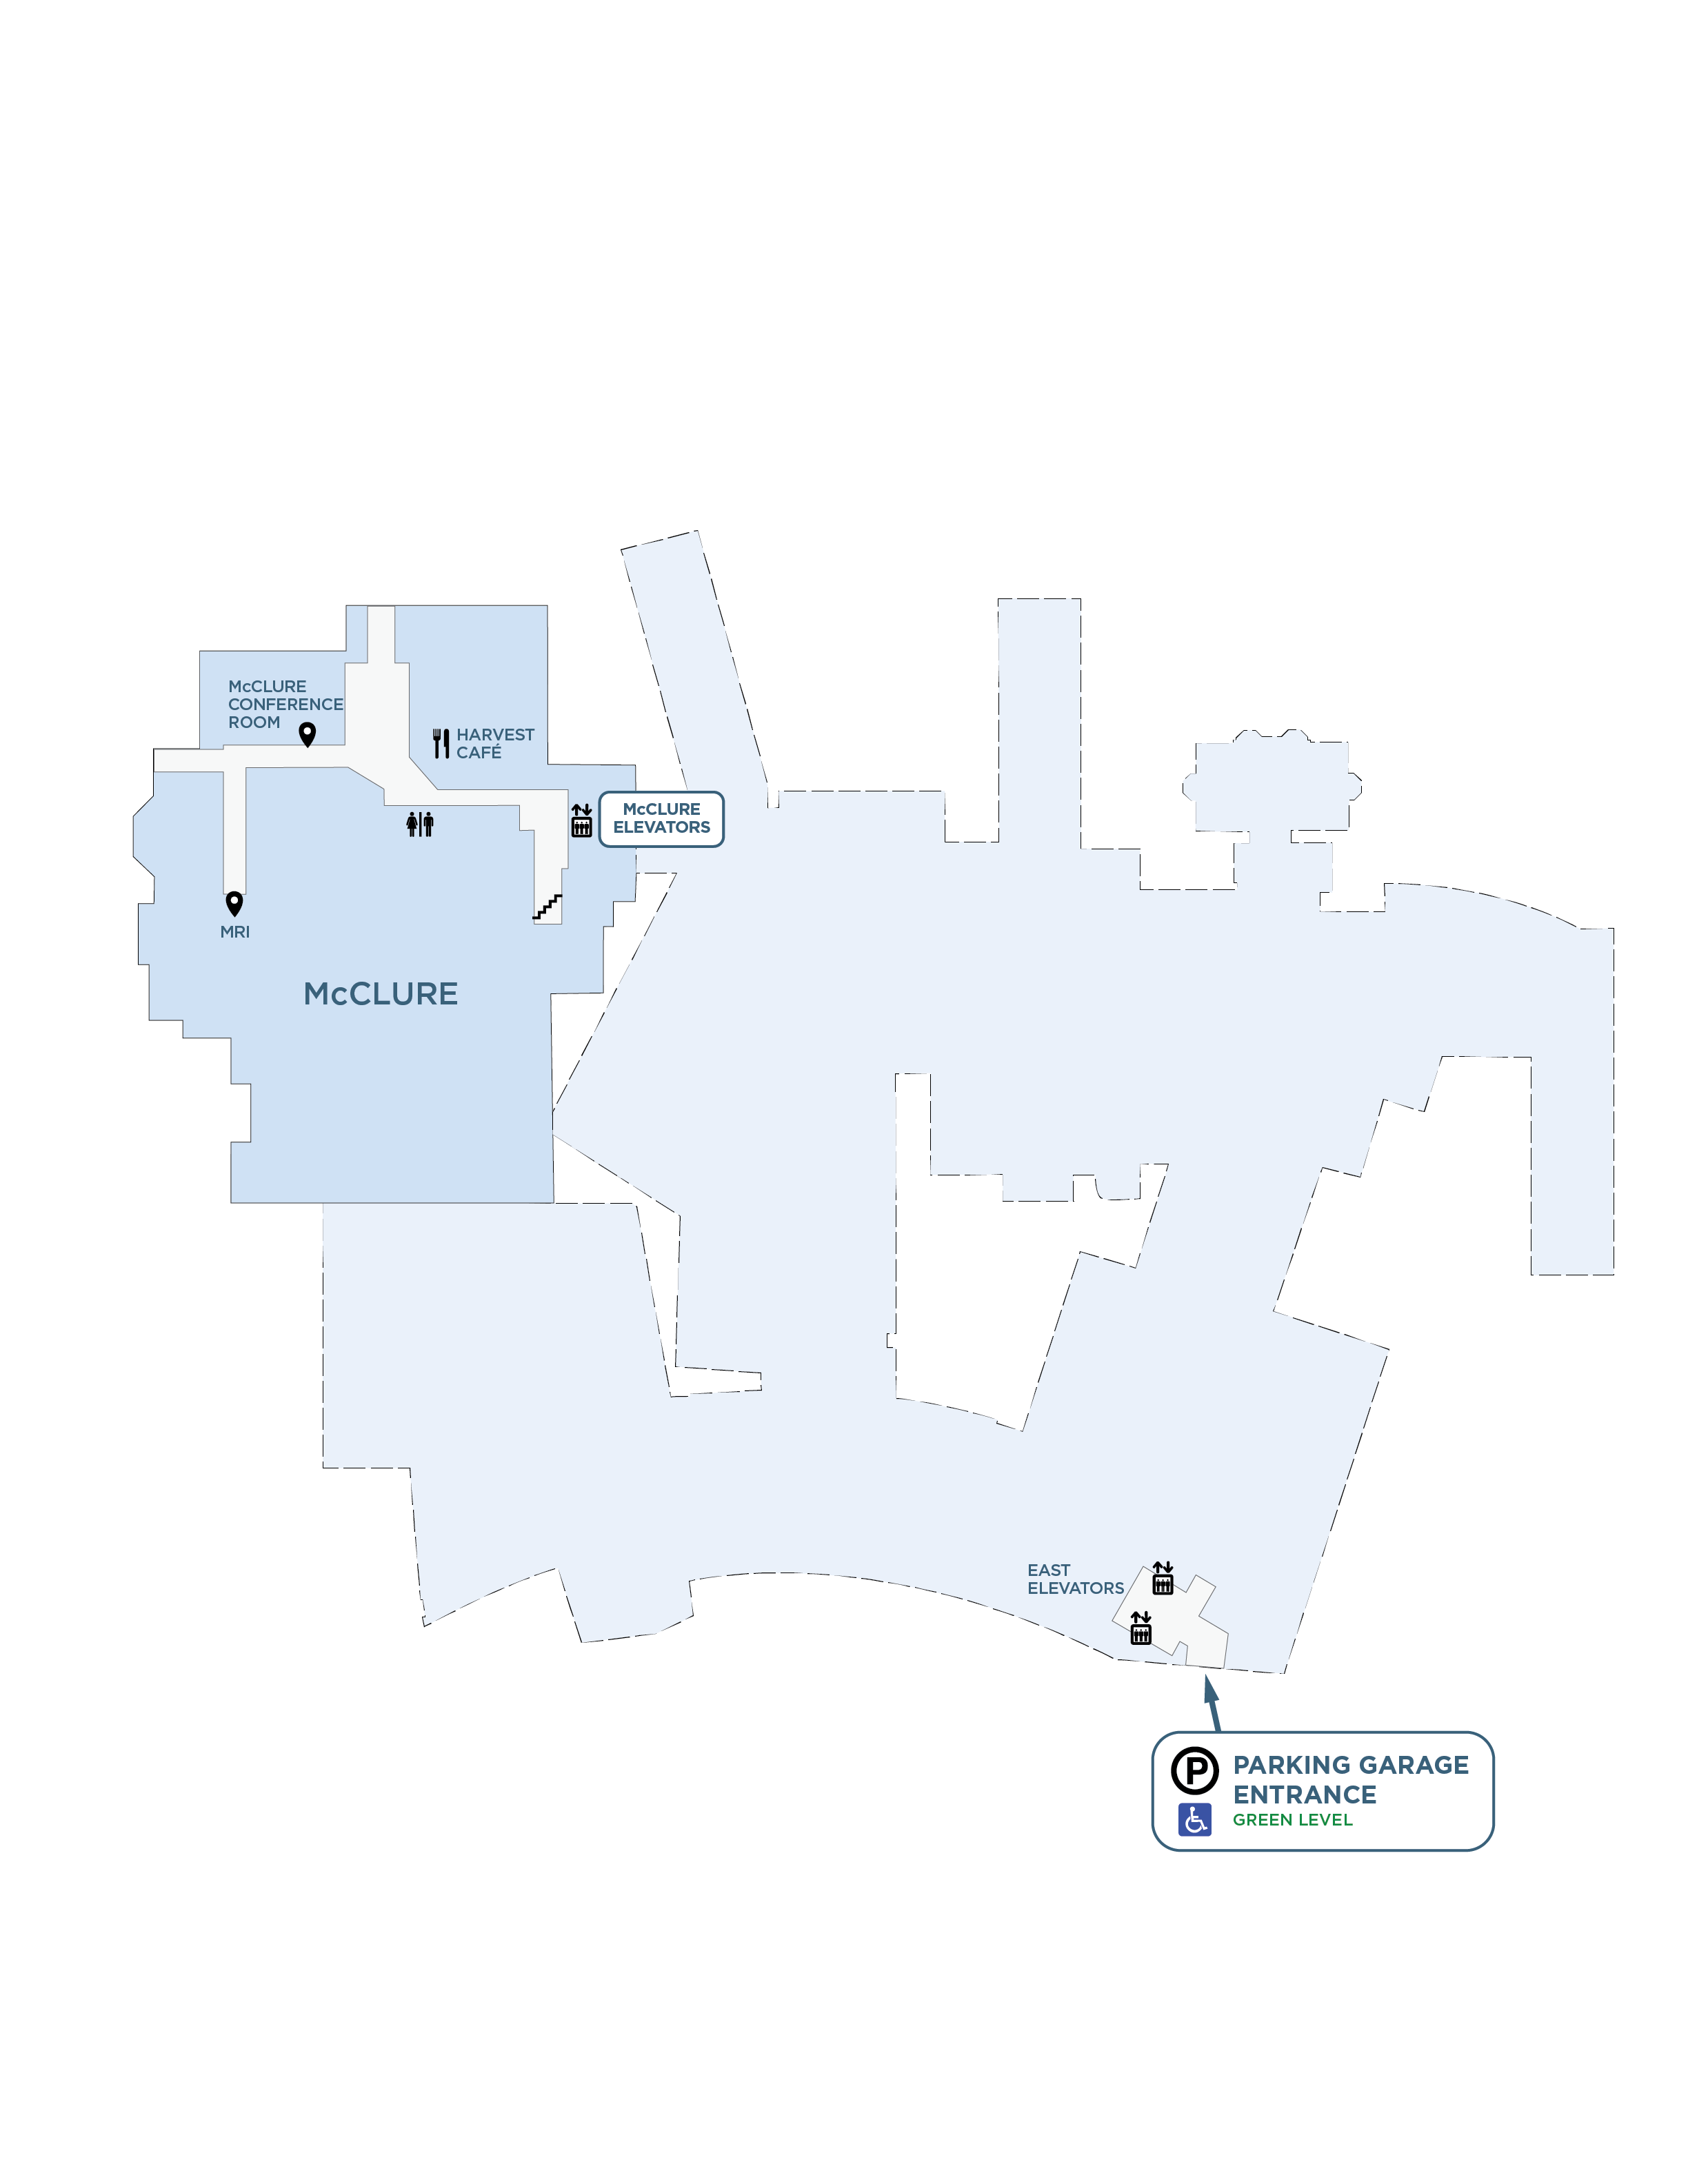 McCLURE
CONFERENCE
ROOM
HARVEST
CAFÉ
McCLURE
ELEVATORS
MRI
McCLURE
EAST
ELEVATORS
P
PARKING GARAGE
ENTRANCE
GREEN LEVEL